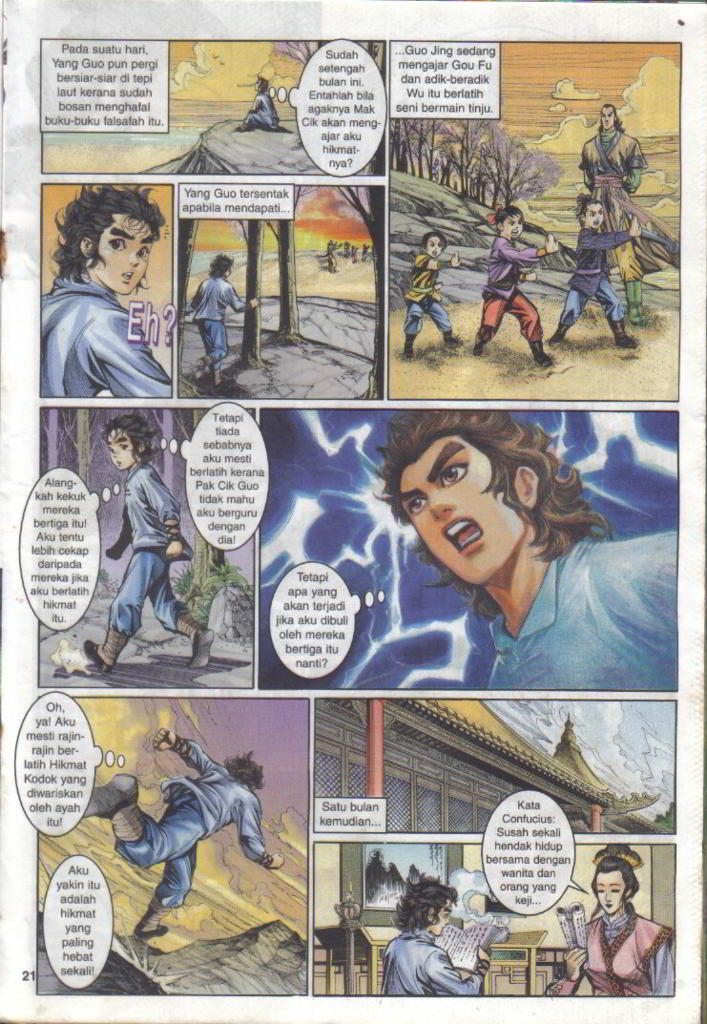 Pada suatu hari,
Yang Guo pun pergi
bersiar-siar di tepi
laut kerana sudah
bosan menghafal
buku-buku falsafah itu.
Sudah
setengah
bulan ini.
Entahlah bila
agaknya Mak
Cik akan meng-
ajar aku
hikmat-
nya?
...Guo Jing sedang
mengajar Gou Fu
dan adik-beradik
Wu itu berlatih
seni bermain tinju.
Eh?
Yang Guo tersentak
apabila mendapati...
Alang-
kah kekuk
mereka
bertiga itu!
Aku tentu
lebih cekap
daripada
mereka jika
aku berlatih
hikmat
itu.
Tetapi
tiada
sebabnya
aku mesti
berlatih kerana
Pak Cik Guo
tidak mahu
aku berguru
dengan
dia!
Tetapi
apa yang
akan terjadi
jika aku dibuli
oleh mereka
bertiga itu
nanti?
Oh,
ya! Aku
mesti rajin-
rajin ber-
latih Hikmat
Kodok yang
diwariskan
oleh ayah
itu!
Aku
yakin itu
adalah
hikmat
yang
paling
hebat
sekali!
Satu bulan
kemudian...
Kata
Confucius:
Susah sekali
hendak hidup
bersama dengan
wanita dan
orang yang
keji...
21